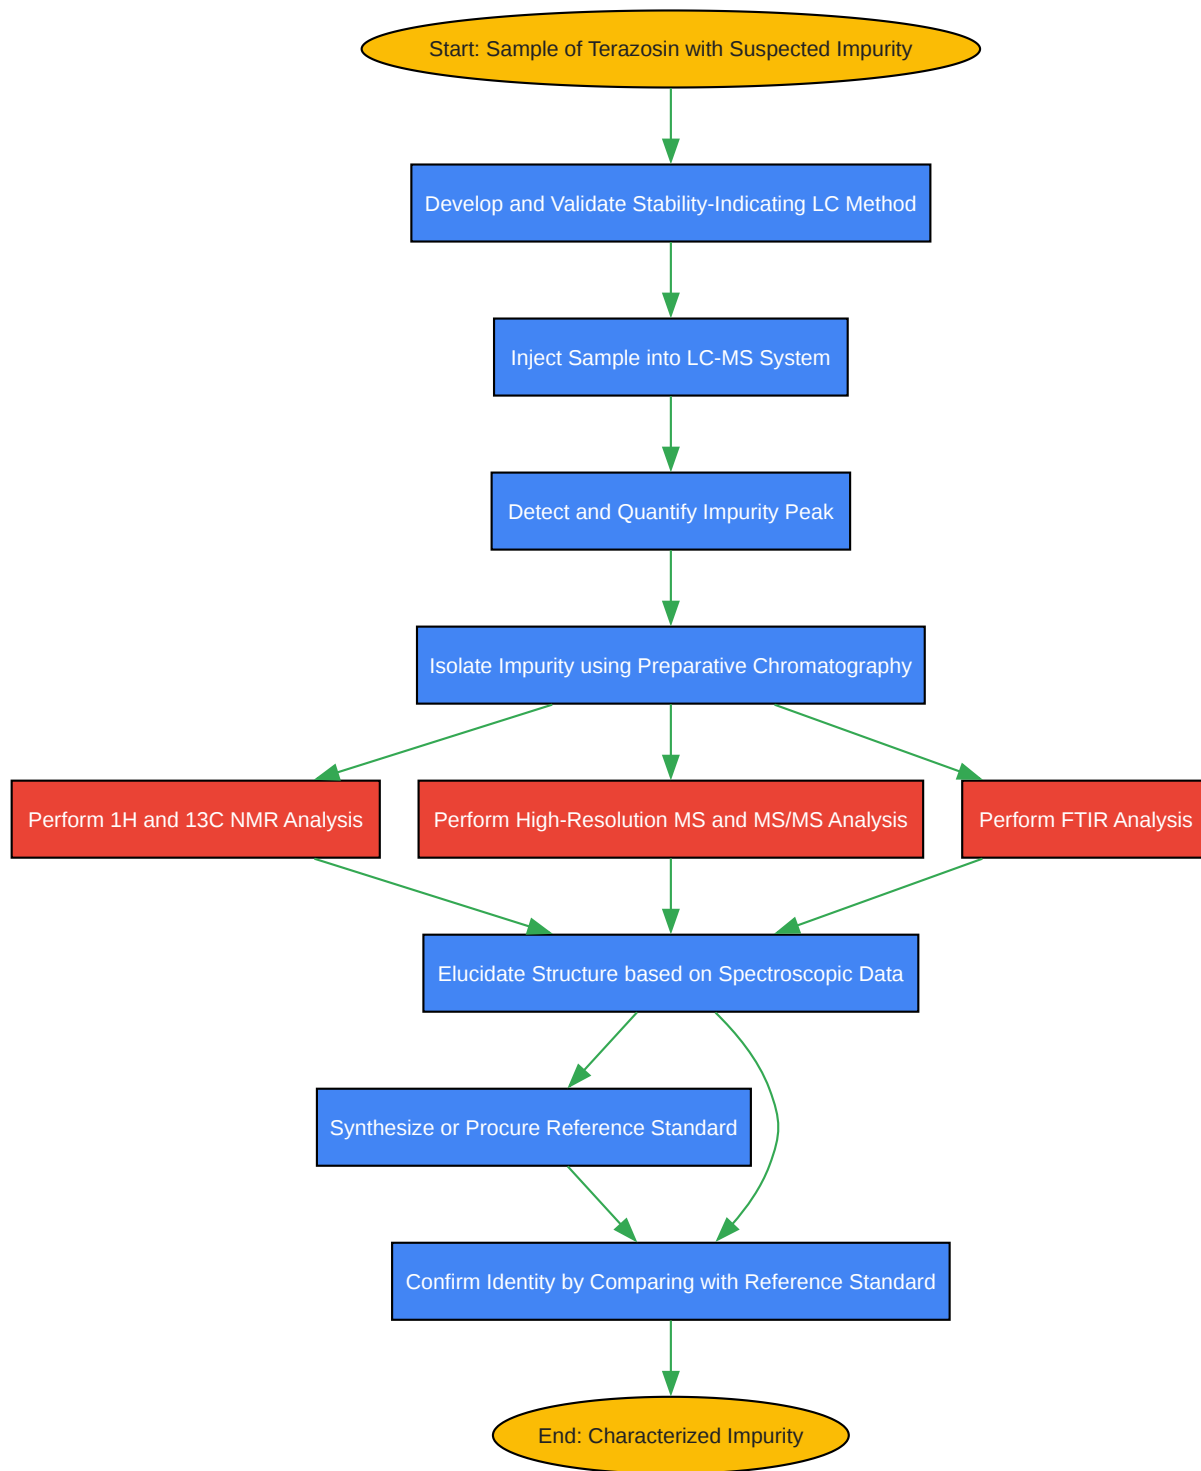 Start: Sample of Terazosin with Suspected Impurity
Develop and Validate Stability-Indicating LC Method
Inject Sample into LC-MS System
Detect and Quantify Impurity Peak
Isolate Impurity using Preparative Chromatography
Perform 1H and 13C NMR Analysis
Perform High-Resolution MS and MS/MS Analysis
Perform FTIR Analysis
Elucidate Structure based on Spectroscopic Data
Synthesize or Procure Reference Standard
Confirm Identity by Comparing with Reference Standard
End: Characterized Impurity